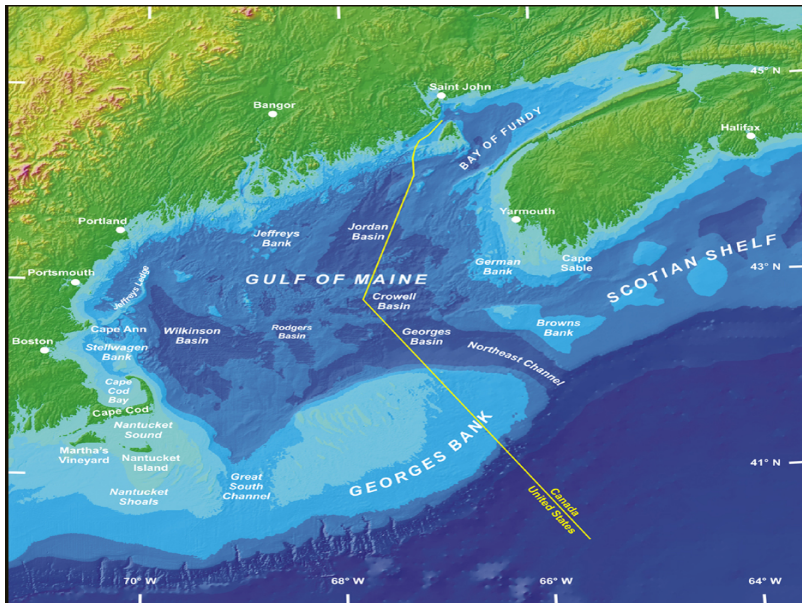 Saint John
45° N
Bangor
BAY OF FUNDY
Halifax
Portland
Jeffreys
Bank
Jordan
Basin
Yarmouth
German
Bank
Cape
Sable
SCOTIAN SHELF
43° N
Portsmouth
Jeffreys Ledge
GULF OF MAINE
Crowell
Basin
Cape Ann
Wilkinson
Basin
Rodgers
Basin
Georges
Basin
Browns
Bank
Boston
Stellwagen
Bank
Northeast Channel
Cape
Cod
Bay
Cape Cod
Nantucket
Sound
Martha's
Vineyard
Nantucket
Island
Nantucket
Shoals
Great
South
Channel
GEORGES BANK
41° N
Canada
United States
70° W
68° W
66° W
64° W